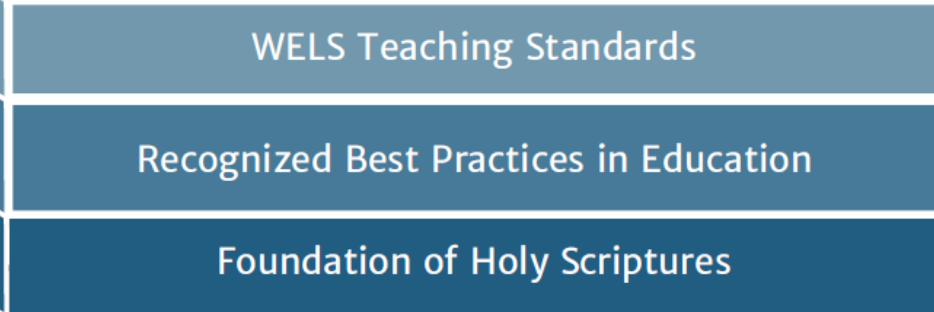 WELS Teaching Standards
Recognized Best Practices in Education
Foundation of Holy Scriptures